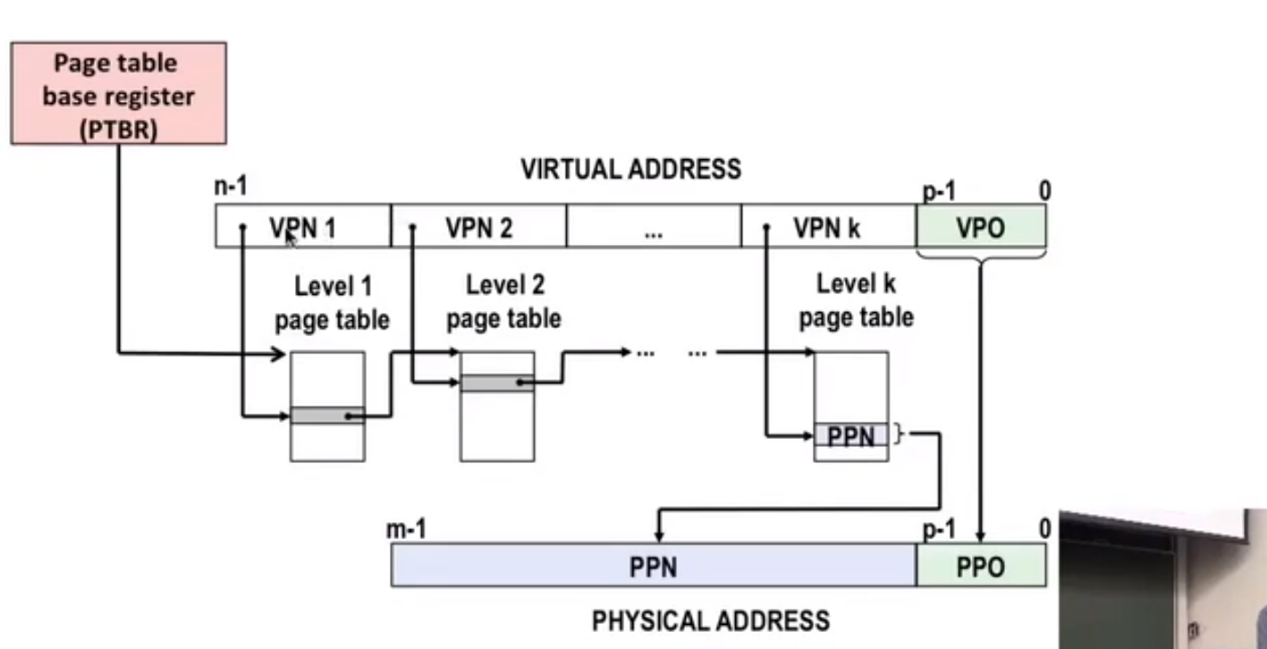 Page table
base register
(PTBR)
VIRTUAL ADDRESS
n-1
p-1
0
VPN 1
VPN 2
...
VPN k
VPO
Level 1
page table
Level 2
page table
Level k
page table
...
...
PPN
m-1
p-1
0
PPN
PPO
PHYSICAL ADDRESS